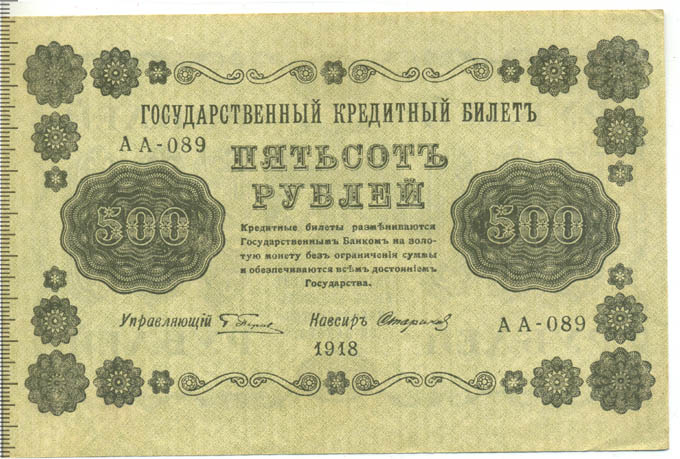 ГОСУДАРСТВЕННЫЙ КРЕДИТНЫЙ БИЛЕТЪ
АА-089
ПЯТЬСОТЪ
РУБЛЕЙ
500
500
Кредитные билеты размѣниваются
Государственнымъ Банкомъ на золо-
тую монету безъ ограниченія суммы
и обезпечиваются всѣмъ достояніемъ
Государства.
Управляющій
Кассиръ
АА-089
1918